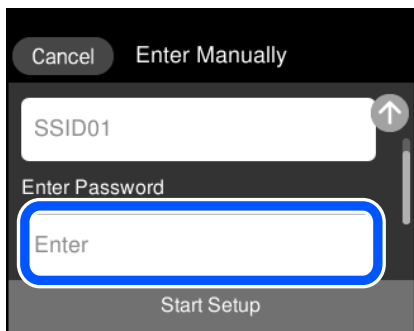 Cancel Enter Manually
SSID01
Enter Password
Enter
Start Setup